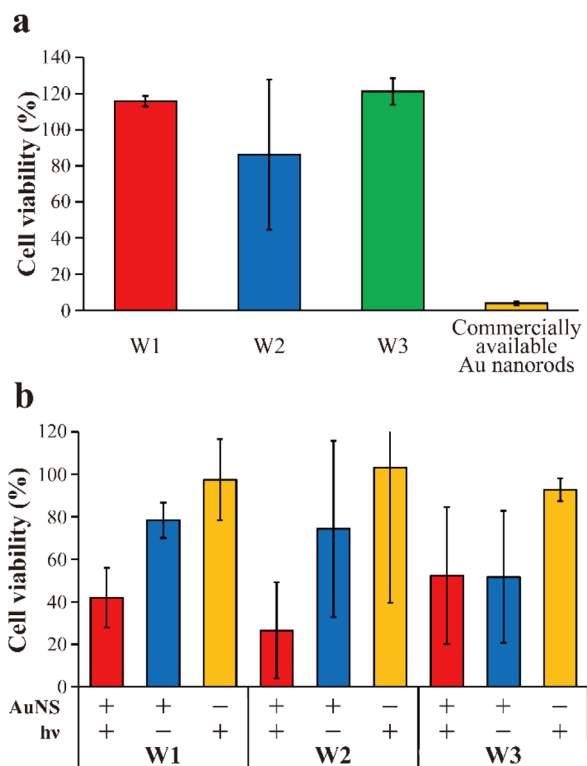 a
Cell viability (%)
140
120
100
80
60
40
20
0
W1 W2 W3 Commercially
available
Au nanorods
b
Cell viability (%)
120
100
80
60
40
20
0
AuNS + + − + + − + + −
hν + − + + − + + − +
W1 W2 W3